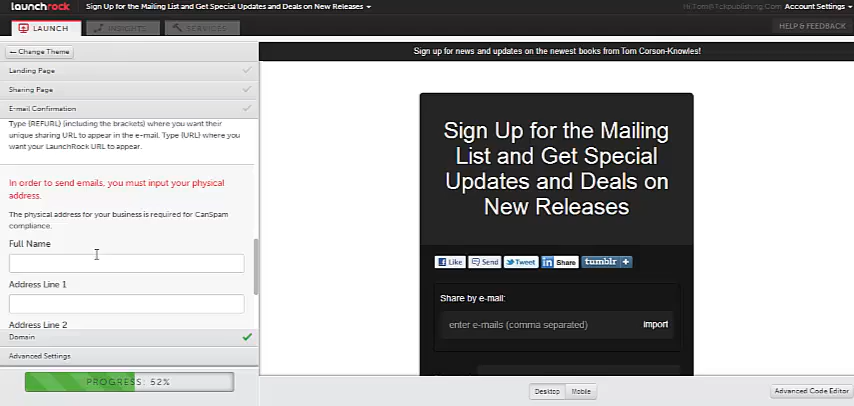 launchrock Sign Up for the Mailing List and Get Special Updates and Deals on New Releases Hi, Tom@Tckpublishing.Com Account Settings
LAUNCH INSIGHTS SERVICES HELP & FEEDBACK
← Change Theme
Landing Page
Sharing Page
E-mail Confirmation
Type {REFURL} (including the brackets) where you want their
unique sharing URL to appear in the e-mail. Type {URL} where you
want your LaunchRock URL to appear.
In order to send emails, you must input your physical
address.
The physical address for your business is required for CanSpam
compliance.
Full Name
Address Line 1
Address Line 2
Domain
Advanced Settings
PROGRESS: 52%
Sign up for news and updates on the newest books from Tom Corson-Knowles!
Sign Up for the Mailing
List and Get Special
Updates and Deals on
New Releases
Like Send Tweet Share tumblr +
Share by e-mail:
enter e-mails (comma separated) import
Desktop Mobile Advanced Code Editor